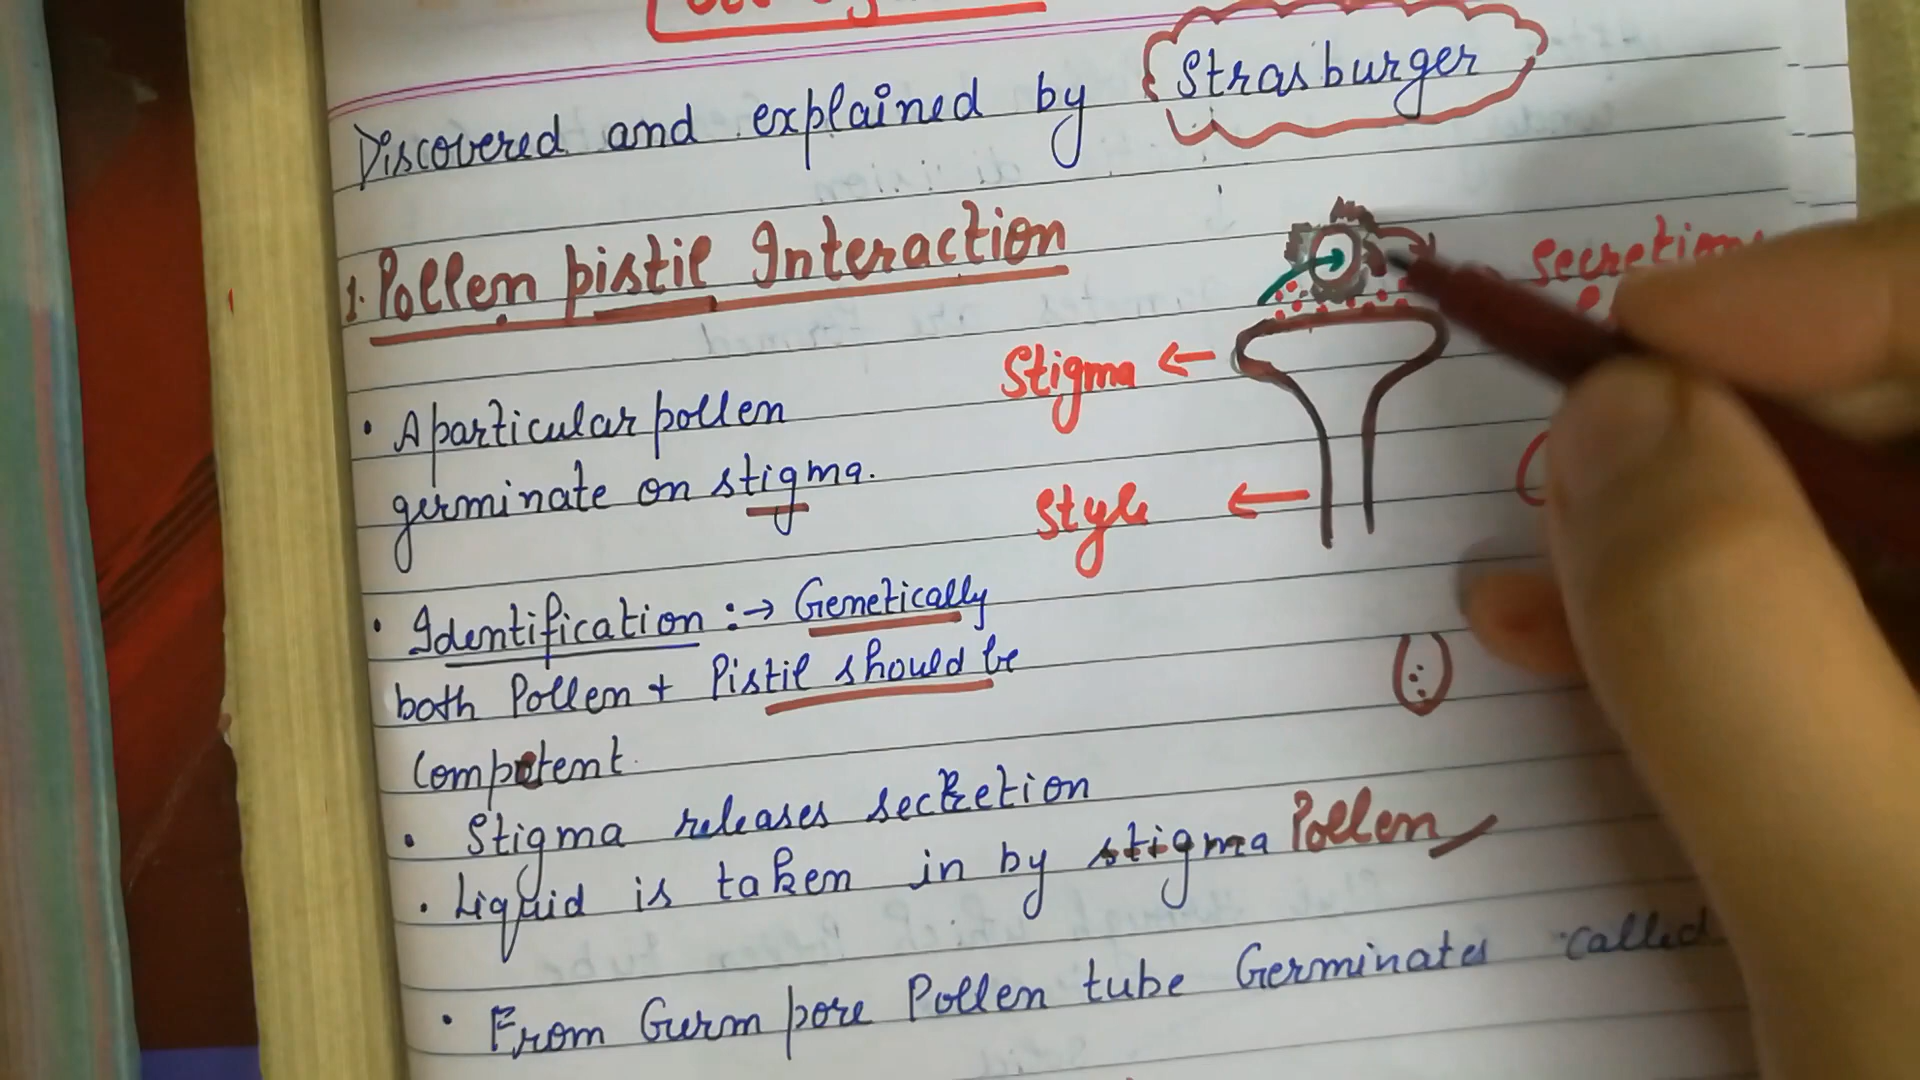 Discovered and explained by Strasburger
1. Pollen pistil Interaction
secretions
Stigma ←
• A particular pollen
germinate on stigma.
Style ←
• Identification :→ Genetically
both Pollen + Pistil should be
Competent.
• Stigma releases secretion
• Liquid is taken in by stigma Pollen
• From Germ pore Pollen tube Germinates called